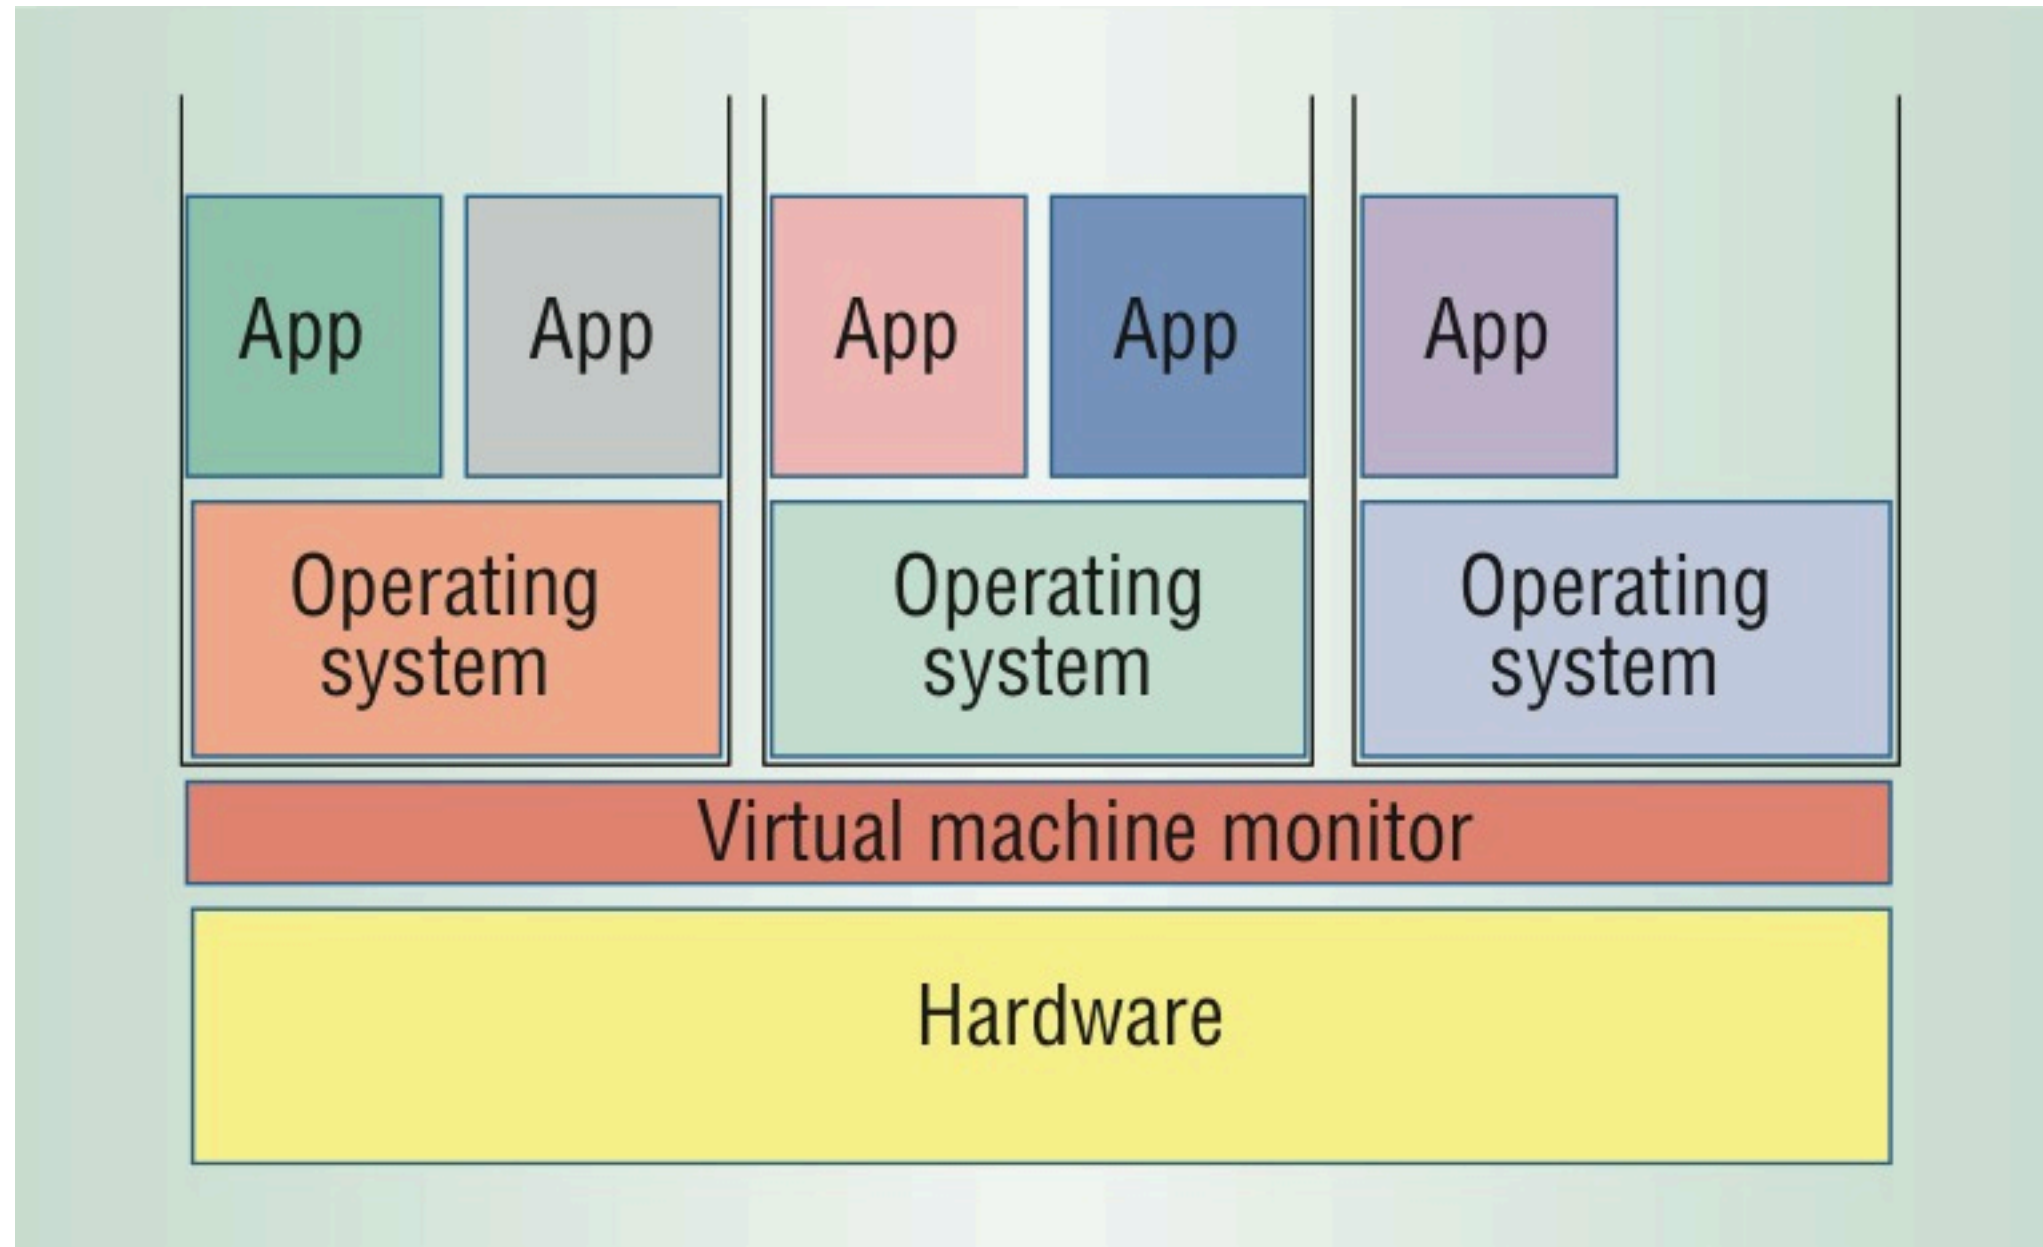 App
App
App
App
App
Operating
system
Operating
system
Operating
system
Virtual machine monitor
Hardware